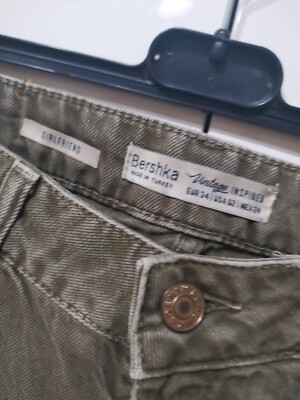 GIRLFRIEND
Bershka
MADE IN TURKEY
Vintage INSPIRED
EUR 34 | USA 02 | MEX 24